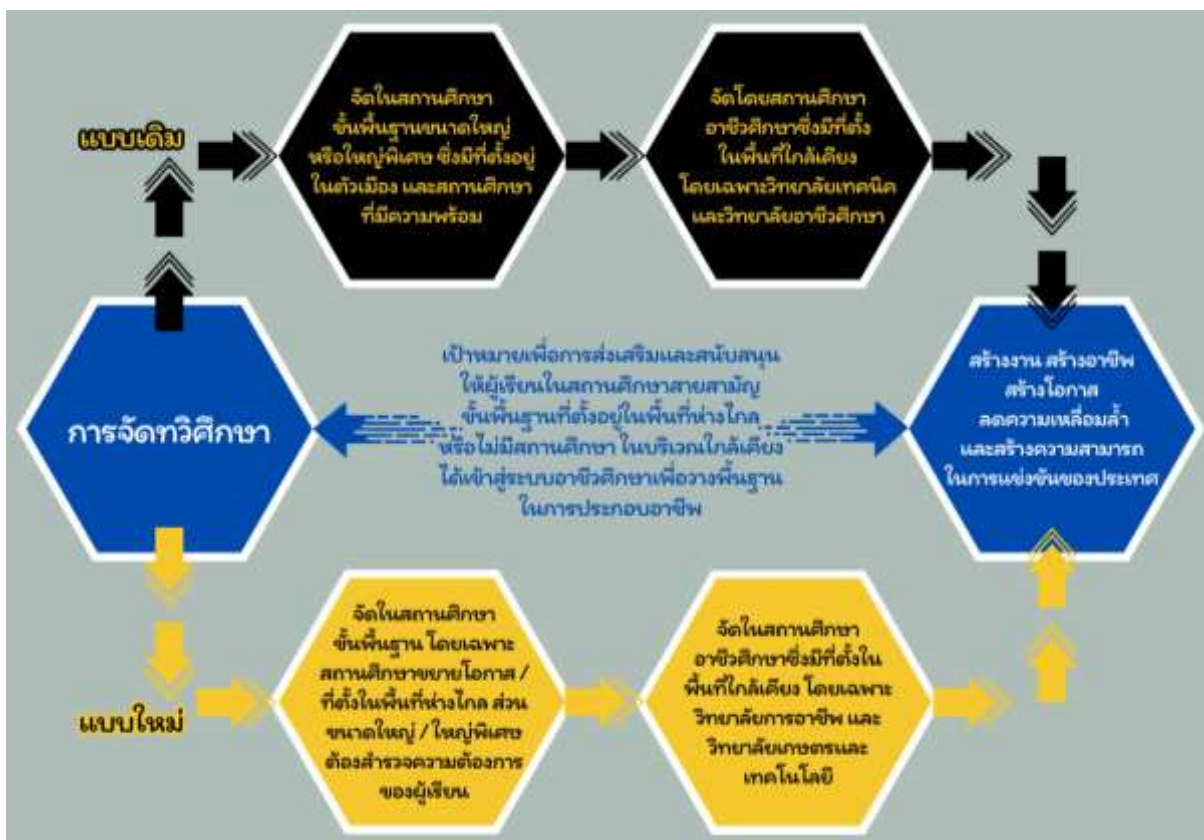 แบบเดิม
จัดในสถานศึกษา
ขั้นพื้นฐานขนาดใหญ่
หรือใหญ่พิเศษ ซึ่งมีที่ตั้งอยู่
ในตัวเมือง และสถานศึกษา
ที่มีความพร้อม
จัดโดยสถานศึกษา
อาชีวศึกษาซึ่งมีที่ตั้ง
ในพื้นที่ใกล้เคียง
โดยเฉพาะวิทยาลัยเทคนิค
และวิทยาลัยอาชีวศึกษา
การจัดทวิศึกษา
เป้าหมายเพื่อการส่งเสริมและสนับสนุน
ให้ผู้เรียนในสถานศึกษาสายสามัญ
ขั้นพื้นฐานที่ตั้งอยู่ในพื้นที่ห่างไกล
หรือไม่มีสถานศึกษา ในบริเวณใกล้เคียง
ได้เข้าสู่ระบบอาชีวศึกษาเพื่อวางพื้นฐาน
ในการประกอบอาชีพ
สร้างงาน สร้างอาชีพ
สร้างโอกาส
ลดความเหลื่อมล้ำ
และสร้างความสามารถ
ในการแข่งขันของประเทศ
แบบใหม่
จัดในสถานศึกษา
ขั้นพื้นฐาน โดยเฉพาะ
สถานศึกษาขยายโอกาส /
ที่ตั้งในพื้นที่ห่างไกล ส่วน
ขนาดใหญ่ / ใหญ่พิเศษ
ต้องสำรวจความต้องการ
ของผู้เรียน
จัดในสถานศึกษา
อาชีวศึกษาซึ่งมีที่ตั้งใน
พื้นที่ใกล้เคียง โดยเฉพาะ
วิทยาลัยการอาชีพ และ
วิทยาลัยเกษตรและ
เทคโนโลยี